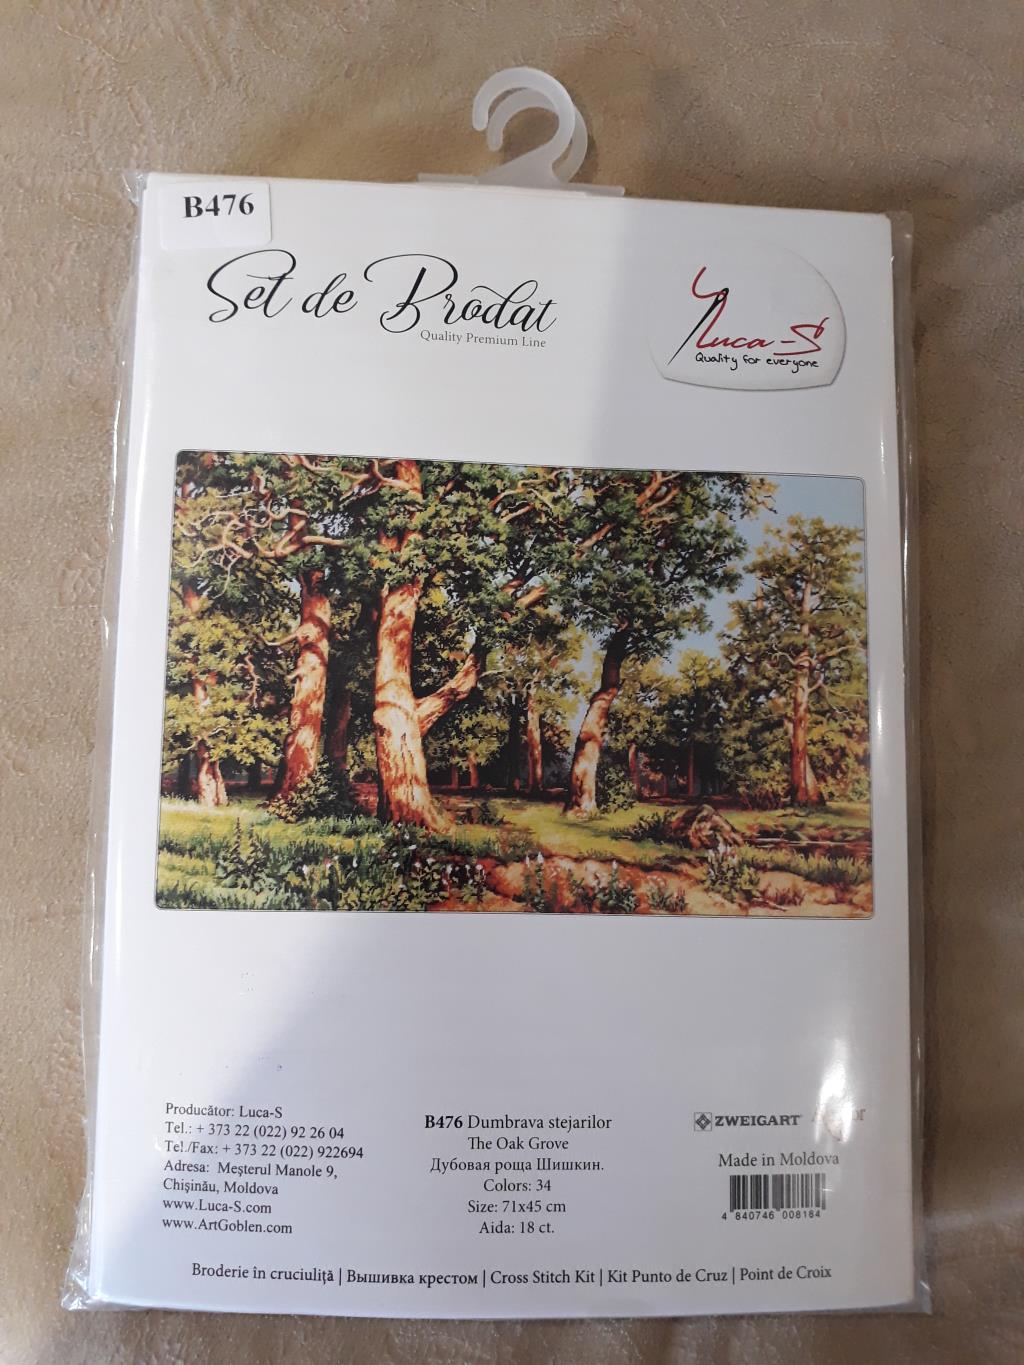 B476
Set de Brodat
Quality Premium Line
Luca-S
Quality for everyone
Producător: Luca-S
Tel.: + 373 22 (022) 92 26 04
Tel./Fax: + 373 22 (022) 922694
Adresa: Meșterul Manole 9,
Chișinău, Moldova
www.Luca-S.com
www.ArtGoblen.com
B476 Dumbrava stejarilor
The Oak Grove
Дубовая роща Шишкин.
Colors: 34
Size: 71x45 cm
Aida: 18 ct.
ZWEIGART
Made in Moldova
4 840746 008184
Broderie în cruciuliță | Вышивка крестом | Cross Stitch Kit | Kit Punto de Cruz | Point de Croix